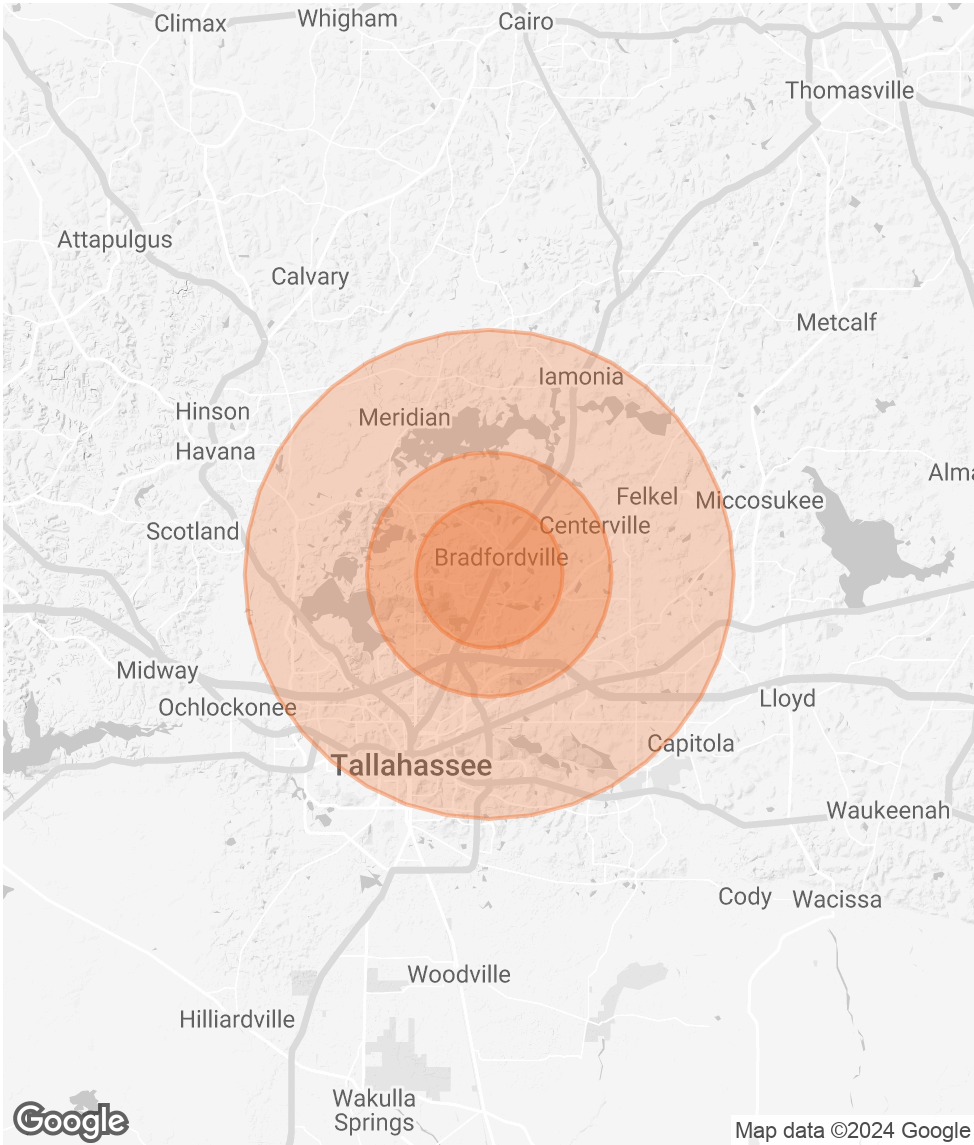 Climax
Whigham
Cairo
Thomasville
Attapulgus
Calvary
Metcalf
Iamonia
Hinson
Meridian
Havana
Felkel
Miccosukee
Alma
Scotland
Centerville
Bradfordville
Midway
Ochlockonee
Lloyd
Capitola
Tallahassee
Waukeenah
Cody
Wacissa
Woodville
Hilliardville
Wakulla
Springs
Google
Map data ©2024 Google